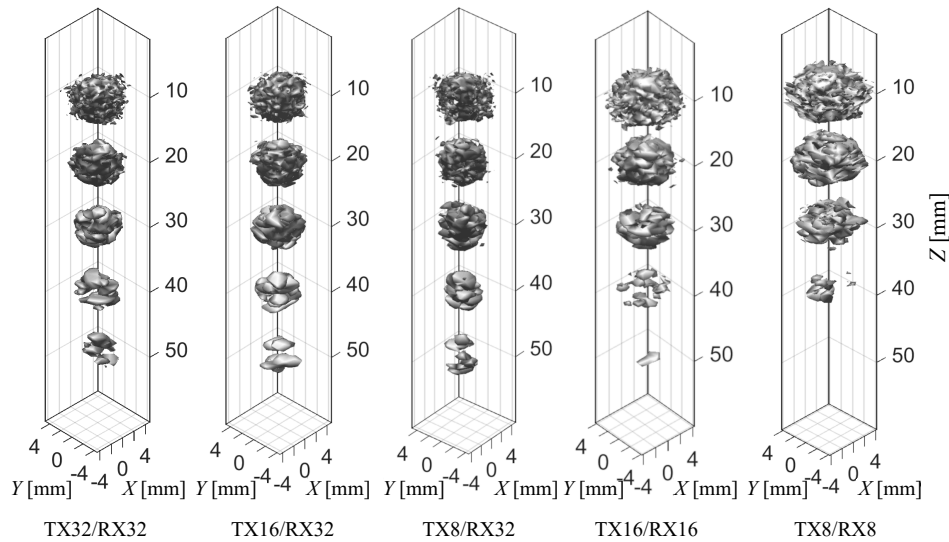 10 10 10 10 10
20 20 20 20 20
30 30 30 30 30
40 40 40 40 40
50 50 50 50 50
Z [mm]
4 0 -4 -4 0 4 4 0 -4 -4 0 4 4 0 -4 -4 0 4 4 0 -4 -4 0 4 4 0 -4 -4 0 4
Y [mm] X [mm] Y [mm] X [mm] Y [mm] X [mm] Y [mm] X [mm] Y [mm] X [mm]
TX32/RX32 TX16/RX32 TX8/RX32 TX16/RX16 TX8/RX8